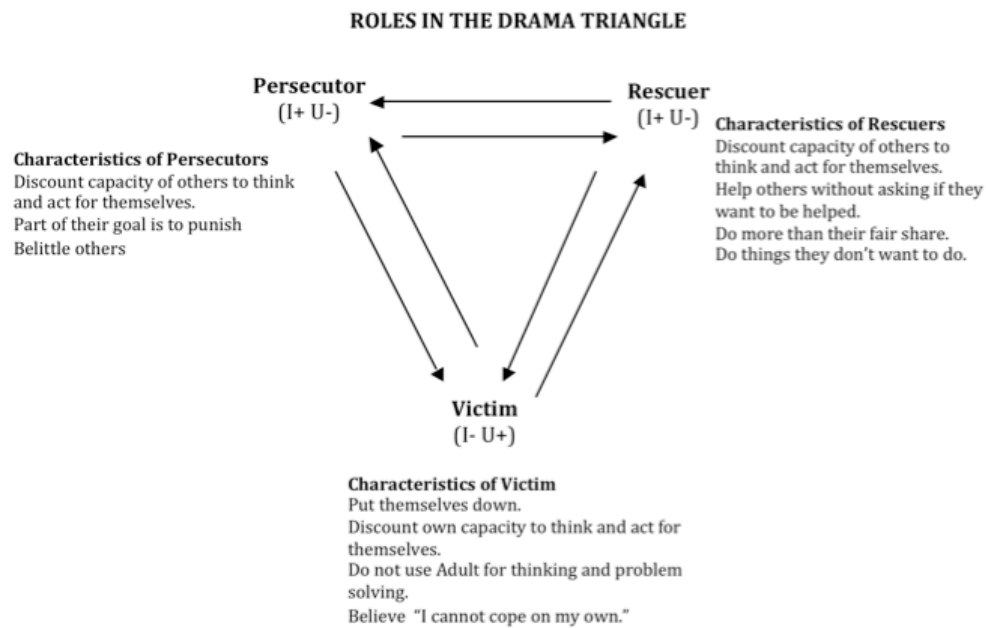 ROLES IN THE DRAMA TRIANGLE
Persecutor
(I+ U-)
Rescuer
(I+ U-)
Characteristics of Persecutors
Discount capacity of others to think
and act for themselves.
Part of their goal is to punish
Belittle others
Characteristics of Rescuers
Discount capacity of others to
think and act for themselves.
Help others without asking if they
want to be helped.
Do more than their fair share.
Do things they don’t want to do.
Victim
(I- U+)
Characteristics of Victim
Put themselves down.
Discount own capacity to think and act for
themselves.
Do not use Adult for thinking and problem
solving.
Believe “I cannot cope on my own.”